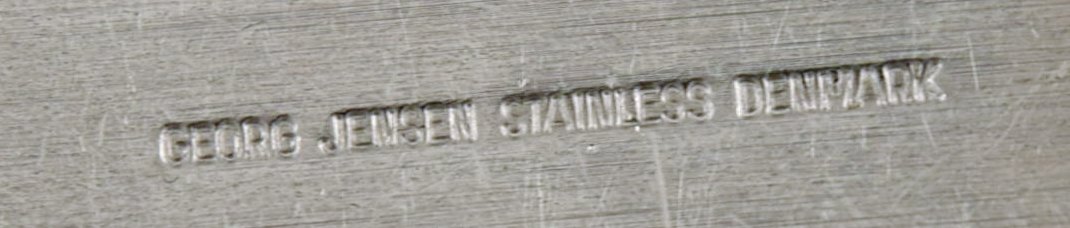 GEORG JENSEN STAINLESS DENMARK